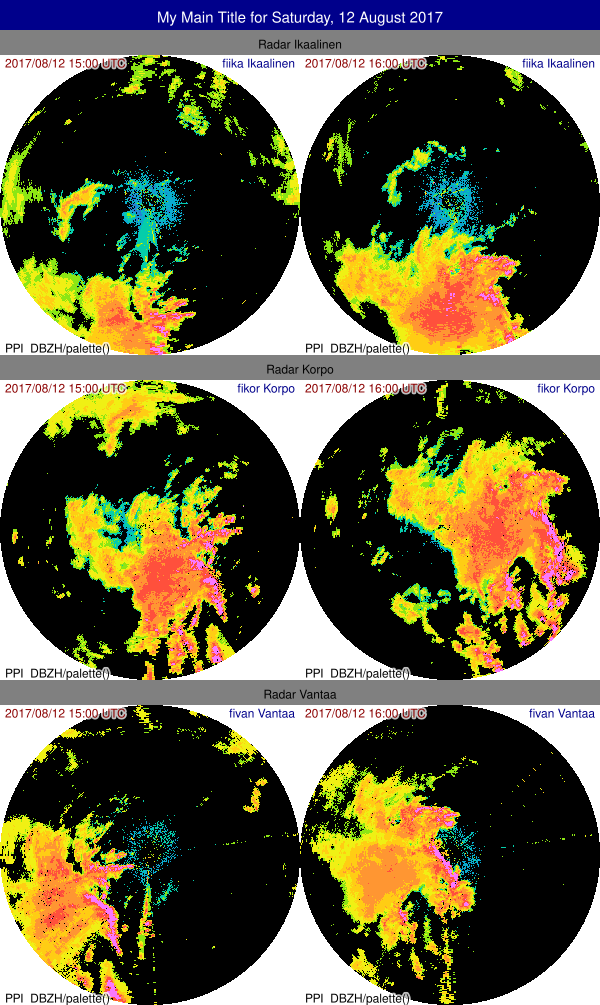 My Main Title for Saturday, 12 August 2017
Radar Ikaalinen
2017/08/12 15:00 UTC fiika Ikaalinen 2017/08/12 16:00 UTC fiika Ikaalinen
PPI DBZH/palette() PPI DBZH/palette()
Radar Korpo
2017/08/12 15:00 UTC fikor Korpo 2017/08/12 16:00 UTC fikor Korpo
PPI DBZH/palette() PPI DBZH/palette()
Radar Vantaa
2017/08/12 15:00 UTC fivan Vantaa 2017/08/12 16:00 UTC fivan Vantaa
PPI DBZH/palette() PPI DBZH/palette()